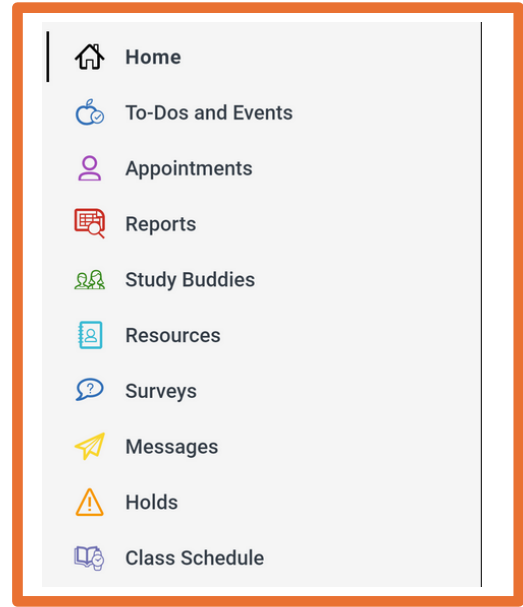 Home
To-Dos and Events
Appointments
Reports
Study Buddies
Resources
Surveys
Messages
Holds
Class Schedule